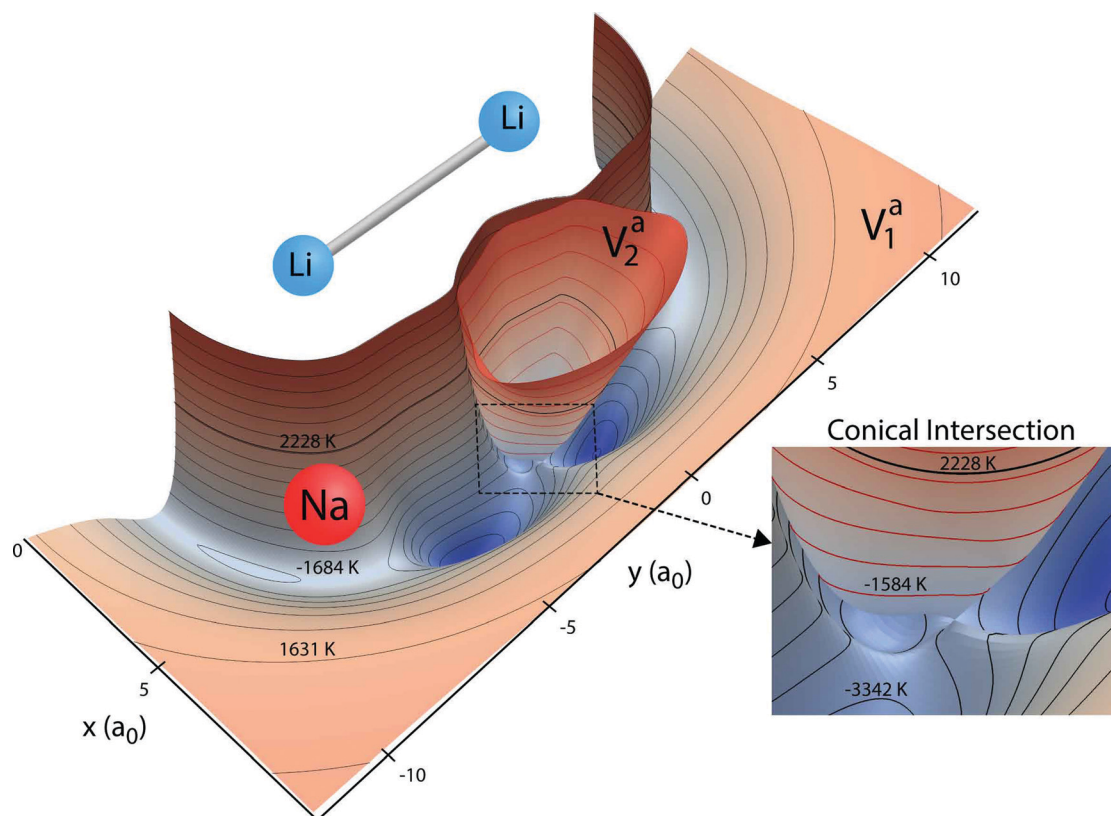 Li
Li
V₂ᵃ
V₁ᵃ
10
5
Conical Intersection
2228 K
2228 K
Na
0
0
-1684 K
y (a₀)
-1584 K
-5
1631 K
5
-3342 K
x (a₀)
-10